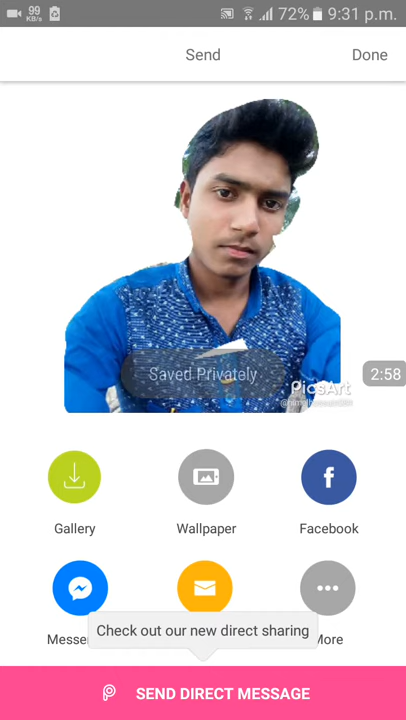 99
KB/s
72% 9:31 p.m.
Send
Done
Saved Privately
PicsArt
2:58
Gallery
Wallpaper
Facebook
Messe
More
Check out our new direct sharing
SEND DIRECT MESSAGE